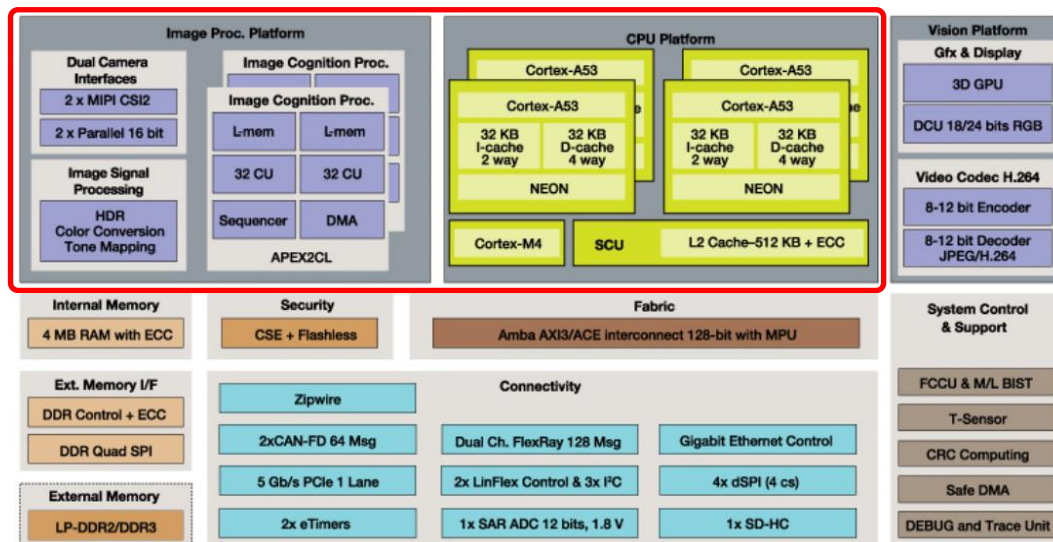 Image Proc. Platform
Dual Camera
Interfaces
2 x MIPI CSI2
2 x Parallel 16 bit
Image Signal
Processing
HDR
Color Conversion
Tone Mapping
Image Cognition Proc.
Image Cognition Proc.
L-mem
L-mem
32 CU
32 CU
Sequencer
DMA
APEX2CL
CPU Platform
Cortex-A53
Cortex-A53
32 KB
I-cache
2 way
32 KB
D-cache
4 way
NEON
Cortex-A53
Cortex-A53
32 KB
I-cache
2 way
32 KB
D-cache
4 way
NEON
Cortex-M4
SCU
L2 Cache–512 KB + ECC
Vision Platform
Gfx & Display
3D GPU
DCU 18/24 bits RGB
Video Codec H.264
8-12 bit Encoder
8-12 bit Decoder
JPEG/H.264
Internal Memory
4 MB RAM with ECC
Security
CSE + Flashless
Fabric
Amba AXI3/ACE interconnect 128-bit with MPU
Ext. Memory I/F
DDR Control + ECC
DDR Quad SPI
External Memory
LP-DDR2/DDR3
Connectivity
Zipwire
2xCAN-FD 64 Msg
Dual Ch. FlexRay 128 Msg
Gigabit Ethernet Control
5 Gb/s PCIe 1 Lane
2x LinFlex Control & 3x I²C
4x dSPI (4 cs)
2x eTimers
1x SAR ADC 12 bits, 1.8 V
1x SD-HC
System Control
& Support
FCCU & M/L BIST
T-Sensor
CRC Computing
Safe DMA
DEBUG and Trace Unit